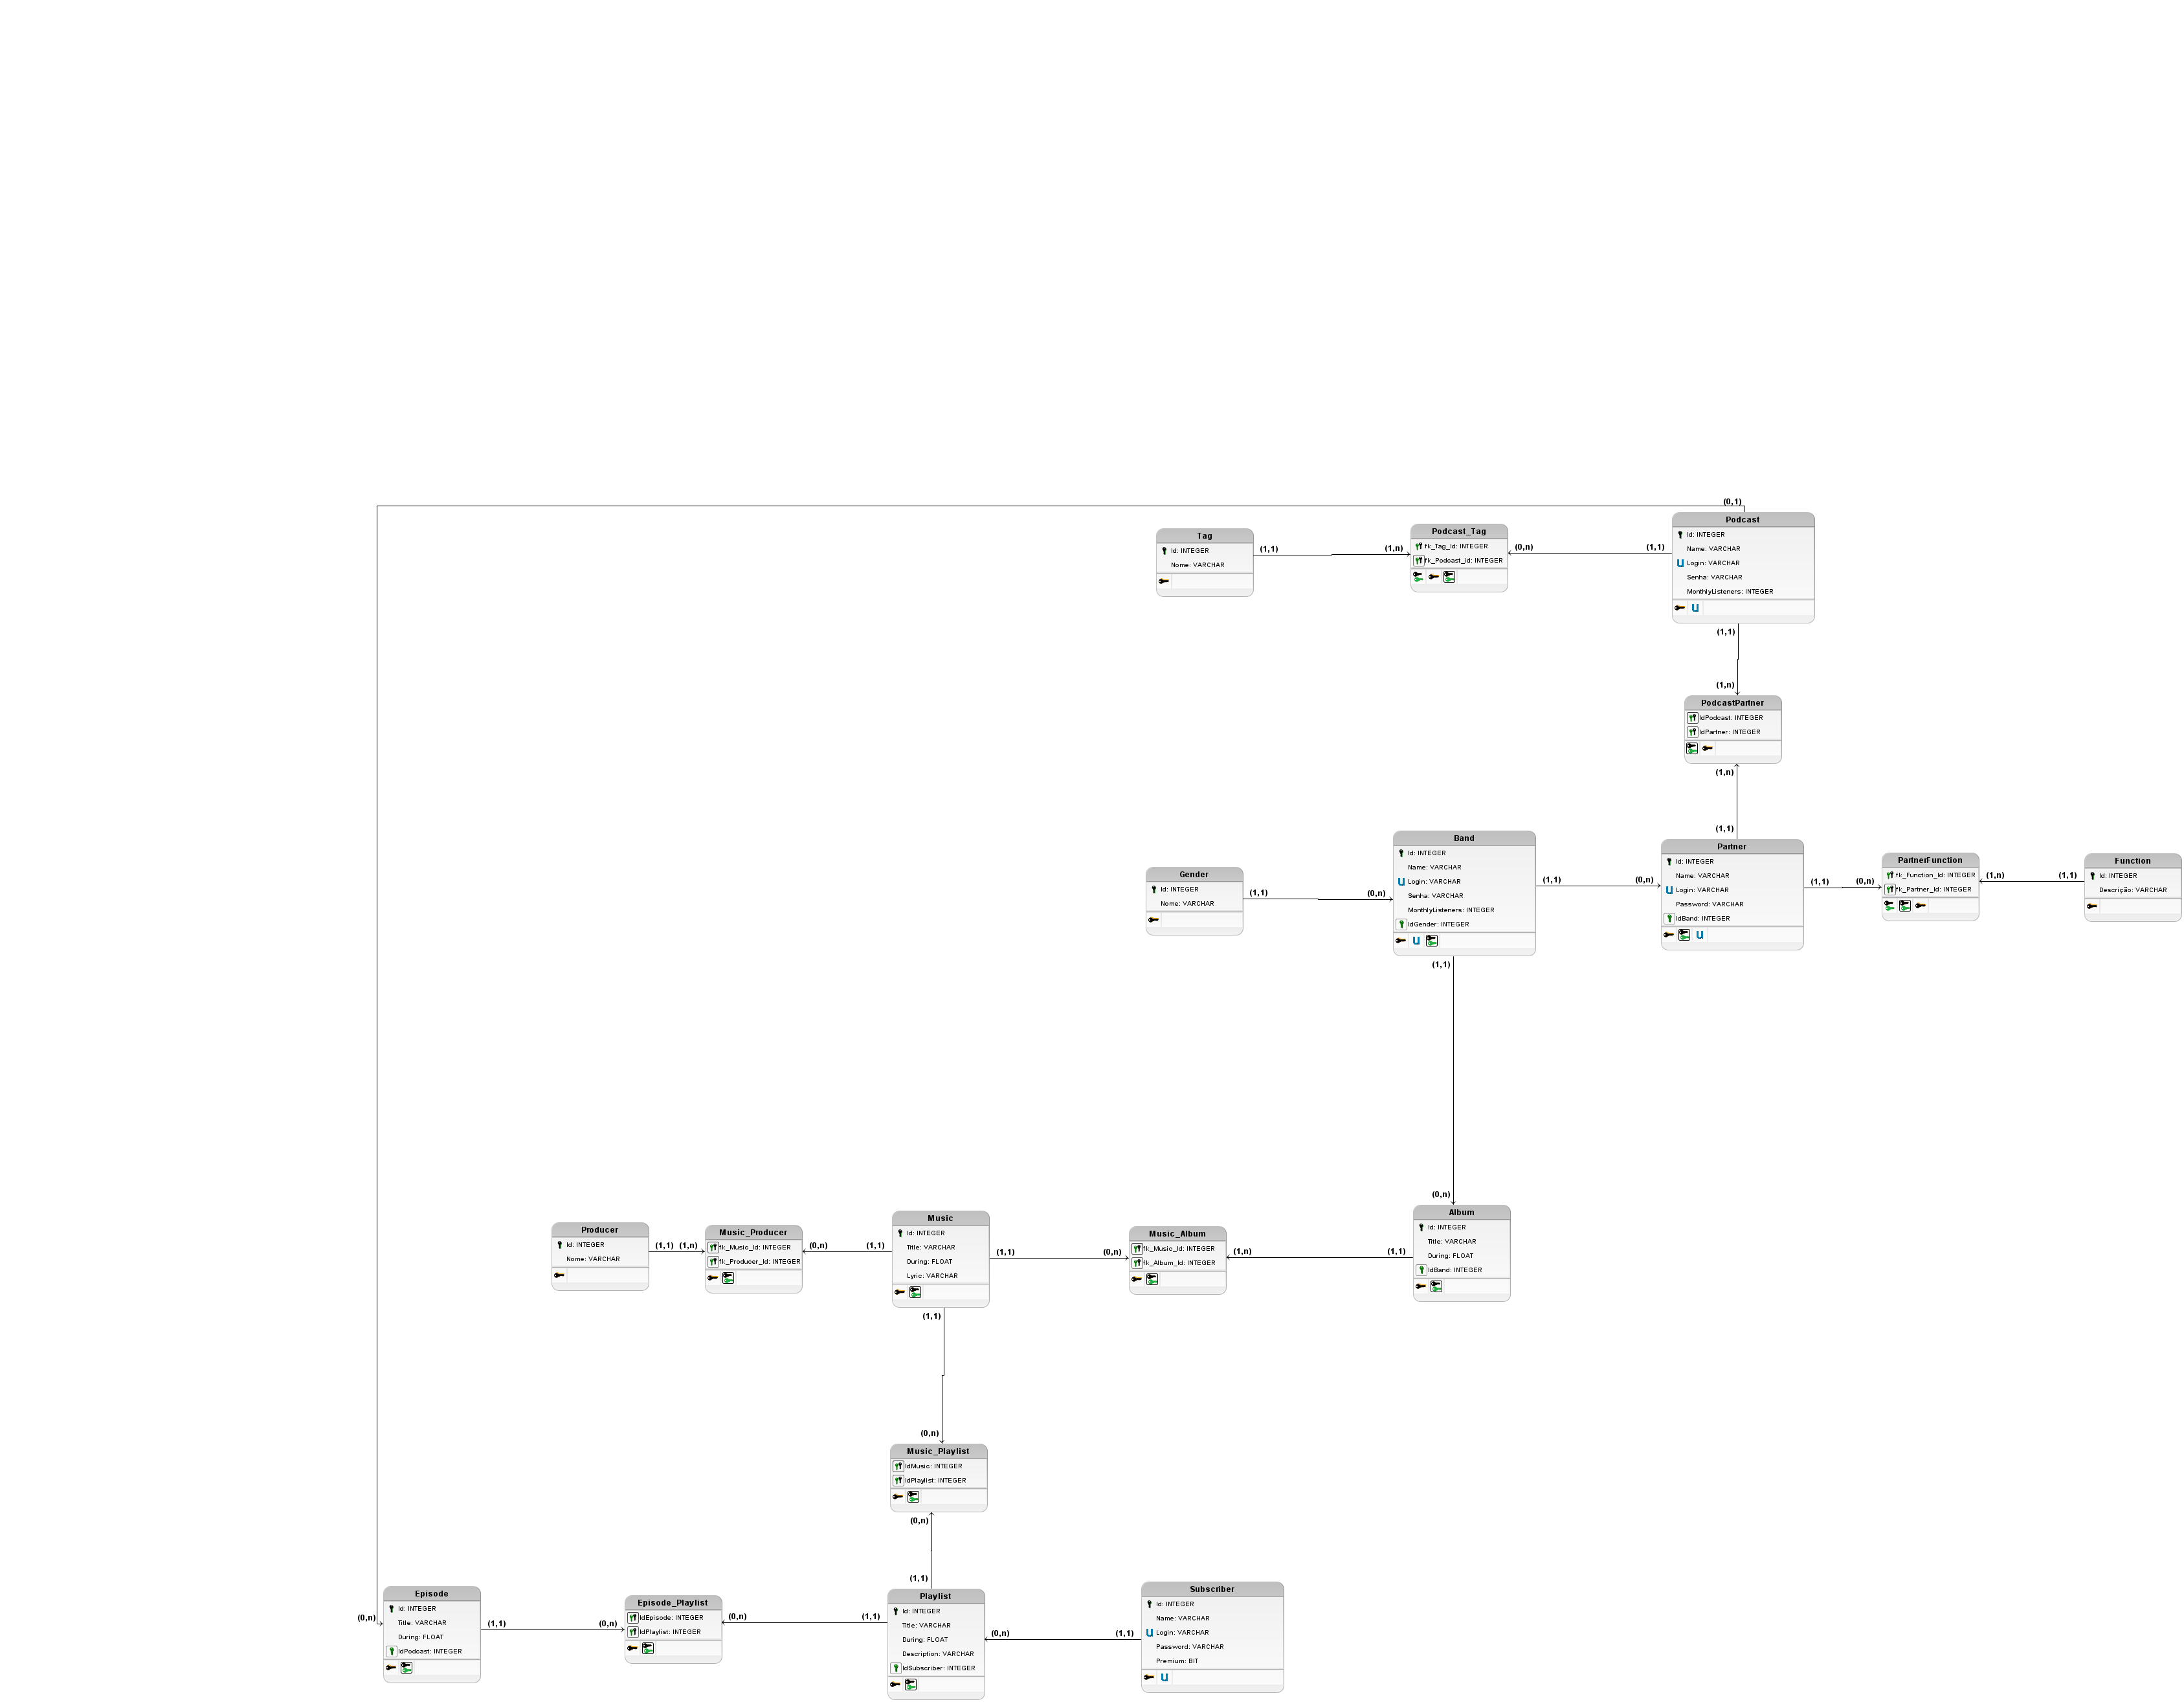 (0,1)
Podcast
Id: INTEGER
Name: VARCHAR
Login: VARCHAR
Senha: VARCHAR
MonthlyListeners: INTEGER
Tag
Id: INTEGER
Nome: VARCHAR
(1,1)
(1,n)
Podcast_Tag
fk_Tag_Id: INTEGER
fk_Podcast_id: INTEGER
(0,n)
(1,1)
(1,1)
(1,n)
PodcastPartner
IdPodcast: INTEGER
IdPartner: INTEGER
(1,n)
(1,1)
Gender
Id: INTEGER
Nome: VARCHAR
(1,1)
(0,n)
Band
Id: INTEGER
Name: VARCHAR
Login: VARCHAR
Senha: VARCHAR
MonthlyListeners: INTEGER
IdGender: INTEGER
(1,1)
(0,n)
Partner
Id: INTEGER
Name: VARCHAR
Login: VARCHAR
Password: VARCHAR
IdBand: INTEGER
(1,1)
(0,n)
PartnerFunction
fk_Function_Id: INTEGER
fk_Partner_Id: INTEGER
(1,n)
(1,1)
Function
Id: INTEGER
Descrição: VARCHAR
(1,1)
(0,n)
Producer
Id: INTEGER
Nome: VARCHAR
(1,1)
(1,n)
Music_Producer
fk_Music_Id: INTEGER
fk_Producer_Id: INTEGER
(0,n)
(1,1)
Music
Id: INTEGER
Title: VARCHAR
During: FLOAT
Lyric: VARCHAR
(1,1)
(0,n)
Music_Album
fk_Music_Id: INTEGER
fk_Album_Id: INTEGER
(1,n)
(1,1)
Album
Id: INTEGER
Title: VARCHAR
During: FLOAT
IdBand: INTEGER
(1,1)
(0,n)
Music_Playlist
IdMusic: INTEGER
IdPlaylist: INTEGER
(0,n)
(1,1)
(0,n)
Episode
Id: INTEGER
Title: VARCHAR
During: FLOAT
IdPodcast: INTEGER
(1,1)
(0,n)
Episode_Playlist
IdEpisode: INTEGER
IdPlaylist: INTEGER
(0,n)
(1,1)
Playlist
Id: INTEGER
Title: VARCHAR
During: FLOAT
Description: VARCHAR
IdSubscriber: INTEGER
(0,n)
(1,1)
Subscriber
Id: INTEGER
Name: VARCHAR
Login: VARCHAR
Password: VARCHAR
Premium: BIT